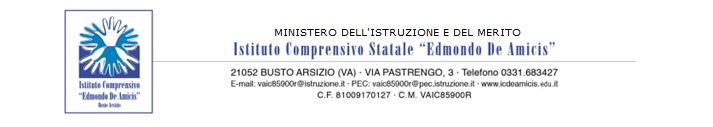 MINISTERO DELL'ISTRUZIONE E DEL MERITO
Istituto Comprensivo Statale “Edmondo De Amicis”
21052 BUSTO ARSIZIO (VA) · VIA PASTRENGO, 3 · Telefono 0331.683427
E-mail: vaic85900r@istruzione.it · PEC: vaic85900r@pec.istruzione.it · www.icdeamicis.edu.it
C.F. 81009170127 · C.M. VAIC85900R
Istituto Comprensivo
“Edmondo De Amicis”
Busto Arsizio